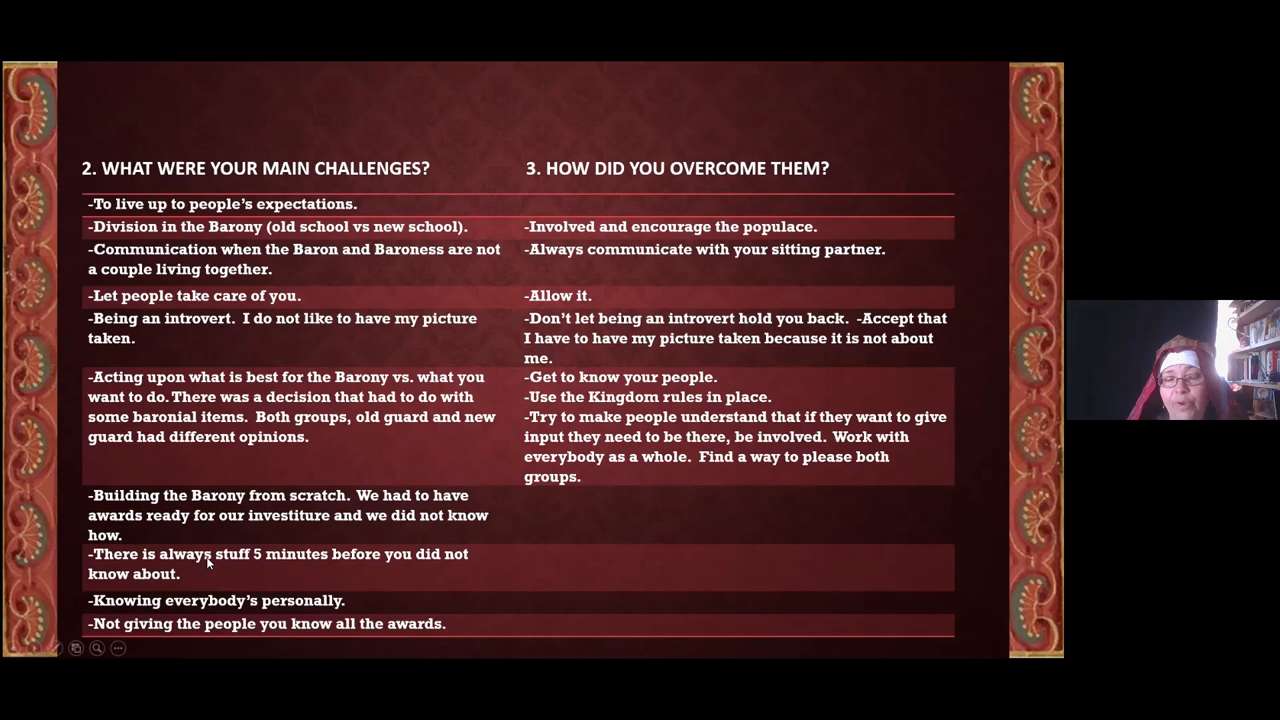 2. WHAT WERE YOUR MAIN CHALLENGES?
3. HOW DID YOU OVERCOME THEM?
-To live up to people’s expectations.
-Division in the Barony (old school vs new school).
-Involved and encourage the populace.
-Communication when the Baron and Baroness are not
a couple living together.
-Always communicate with your sitting partner.
-Let people take care of you.
-Allow it.
-Being an introvert.  I do not like to have my picture
taken.
-Don’t let being an introvert hold you back.  -Accept that
I have to have my picture taken because it is not about
me.
-Acting upon what is best for the Barony vs. what you
want to do. There was a decision that had to do with
some baronial items.  Both groups, old guard and new
guard had different opinions.
-Get to know your people.
-Use the Kingdom rules in place.
-Try to make people understand that if they want to give
input they need to be there, be involved.  Work with
everybody as a whole.  Find a way to please both
groups.
-Building the Barony from scratch.  We had to have
awards ready for our investiture and we did not know
how.
-There is always stuff 5 minutes before you did not
know about.
-Knowing everybody’s personally.
-Not giving the people you know all the awards.